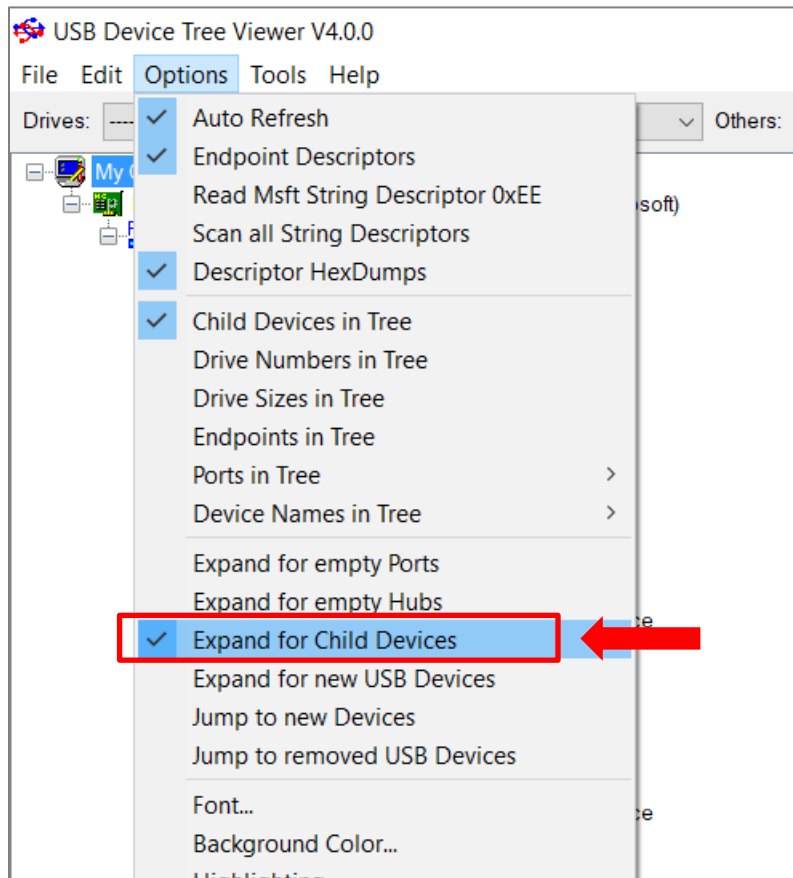 USB Device Tree Viewer V4.0.0
File Edit Options Tools Help
Drives: ---- Others:
My
Auto Refresh
Endpoint Descriptors
Read Msft String Descriptor 0xEE
soft)
Scan all String Descriptors
Descriptor HexDumps
Child Devices in Tree
Drive Numbers in Tree
Drive Sizes in Tree
Endpoints in Tree
Ports in Tree
Device Names in Tree
Expand for empty Ports
Expand for empty Hubs
Expand for Child Devices
Expand for new USB Devices
Jump to new Devices
Jump to removed USB Devices
Font...
Background Color...